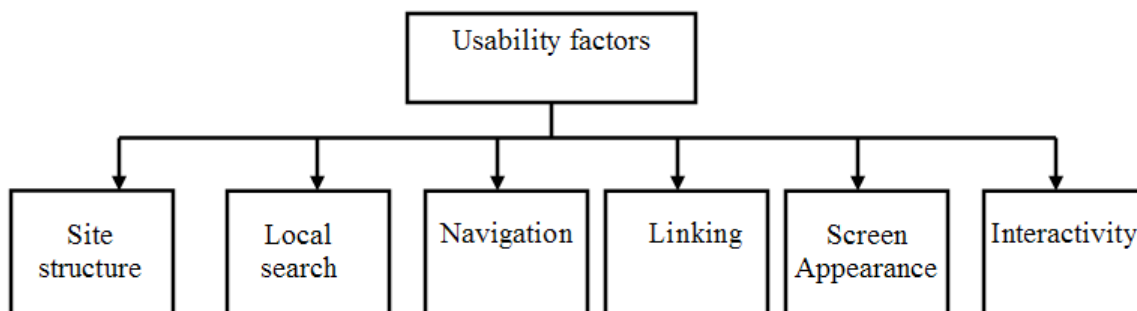 Usability factors
Site
structure
Local
search
Navigation
Linking
Screen
Appearance
Interactivity